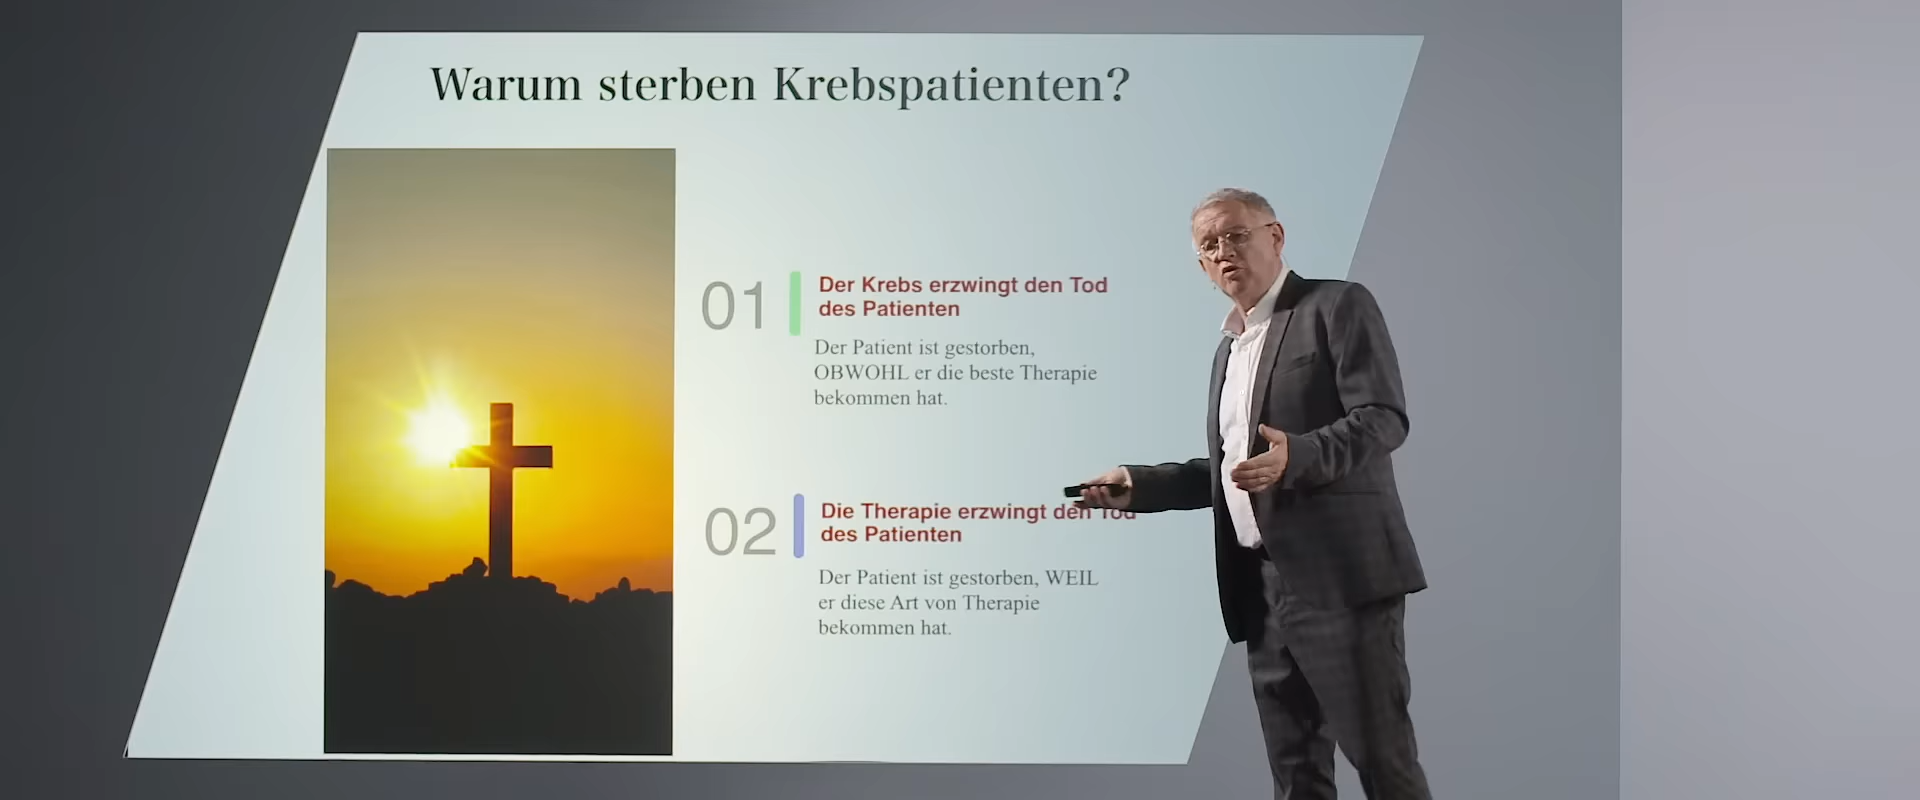 Warum sterben Krebspatienten?
01
Der Krebs erzwingt den Tod
des Patienten
Der Patient ist gestorben,
OBWOHL er die beste Therapie
bekommen hat.
02
Die Therapie erzwingt den Tod
des Patienten
Der Patient ist gestorben, WEIL
er diese Art von Therapie
bekommen hat.